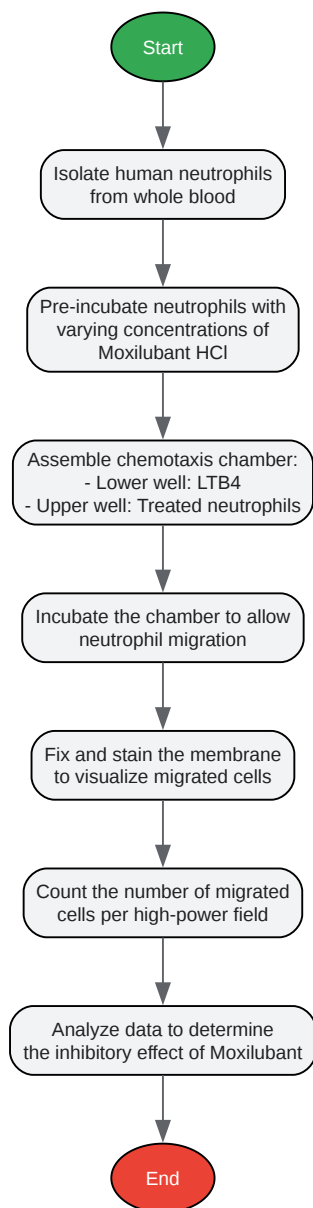 Start
Isolate human neutrophils
from whole blood
Pre-incubate neutrophils with
varying concentrations of
Moxilubant HCl
Assemble chemotaxis chamber:
- Lower well: LTB4
- Upper well: Treated neutrophils
Incubate the chamber to allow
neutrophil migration
Fix and stain the membrane
to visualize migrated cells
Count the number of migrated
cells per high-power field
Analyze data to determine
the inhibitory effect of Moxilubant
End